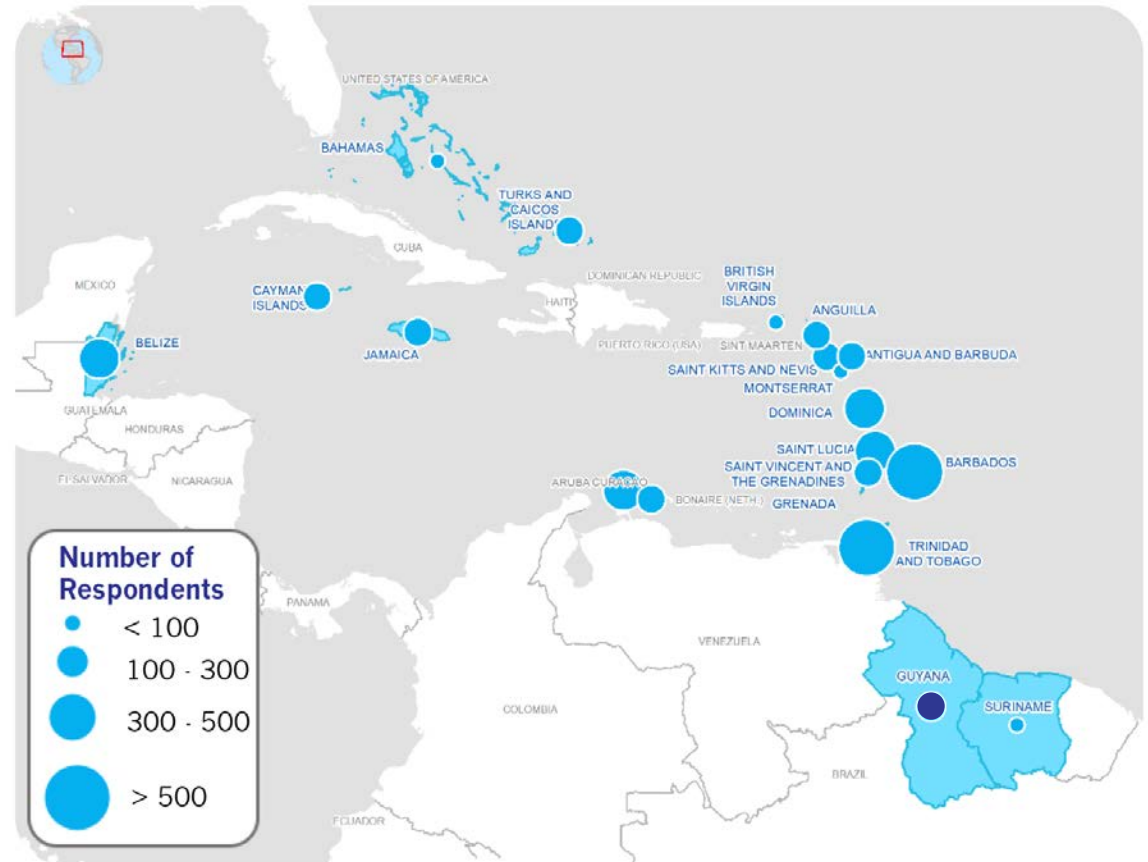 UNITED STATES OF AMERICA
BAHAMAS
TURKS AND
CAICOS
ISLANDS
CUBA
MEXICO
CAYMAN
ISLANDS
HAITI
DOMINICAN REPUBLIC
BRITISH
VIRGIN
ISLANDS
ANGUILLA
BELIZE
JAMAICA
PUERTO RICO (USA)
SINT MAARTEN
ANTIGUA AND BARBUDA
SAINT KITTS AND NEVIS
MONTSERRAT
GUATEMALA
HONDURAS
DOMINICA
EL SALVADOR
NICARAGUA
SAINT LUCIA
BARBADOS
SAINT VINCENT AND
THE GRENADINES
ARUBA
CURAÇAO
BONAIRE (NETH.)
GRENADA
TRINIDAD
AND TOBAGO
PANAMA
VENEZUELA
GUYANA
SURINAME
COLOMBIA
BRAZIL
ECUADOR
Number of
Respondents
< 100
100 - 300
300 - 500
> 500